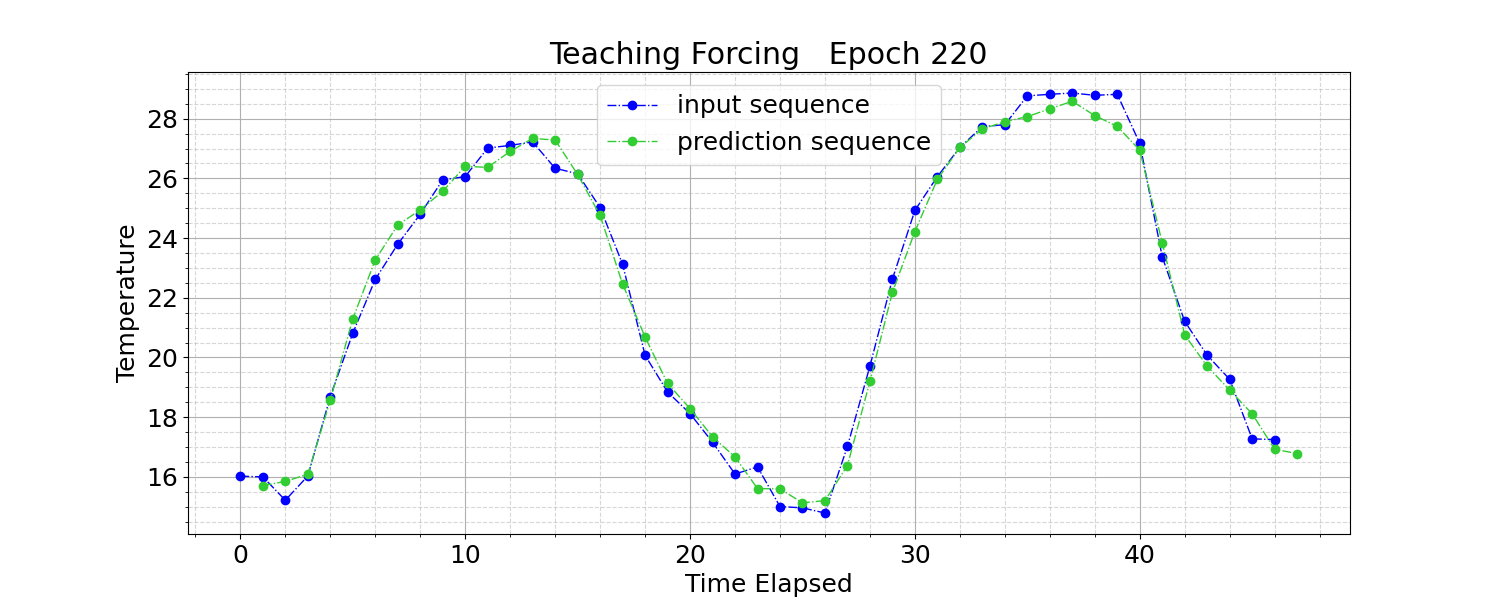 Teaching Forcing   Epoch 220
input sequence
prediction sequence
Temperature
28
26
24
22
20
18
16
0 10 20 30 40
Time Elapsed